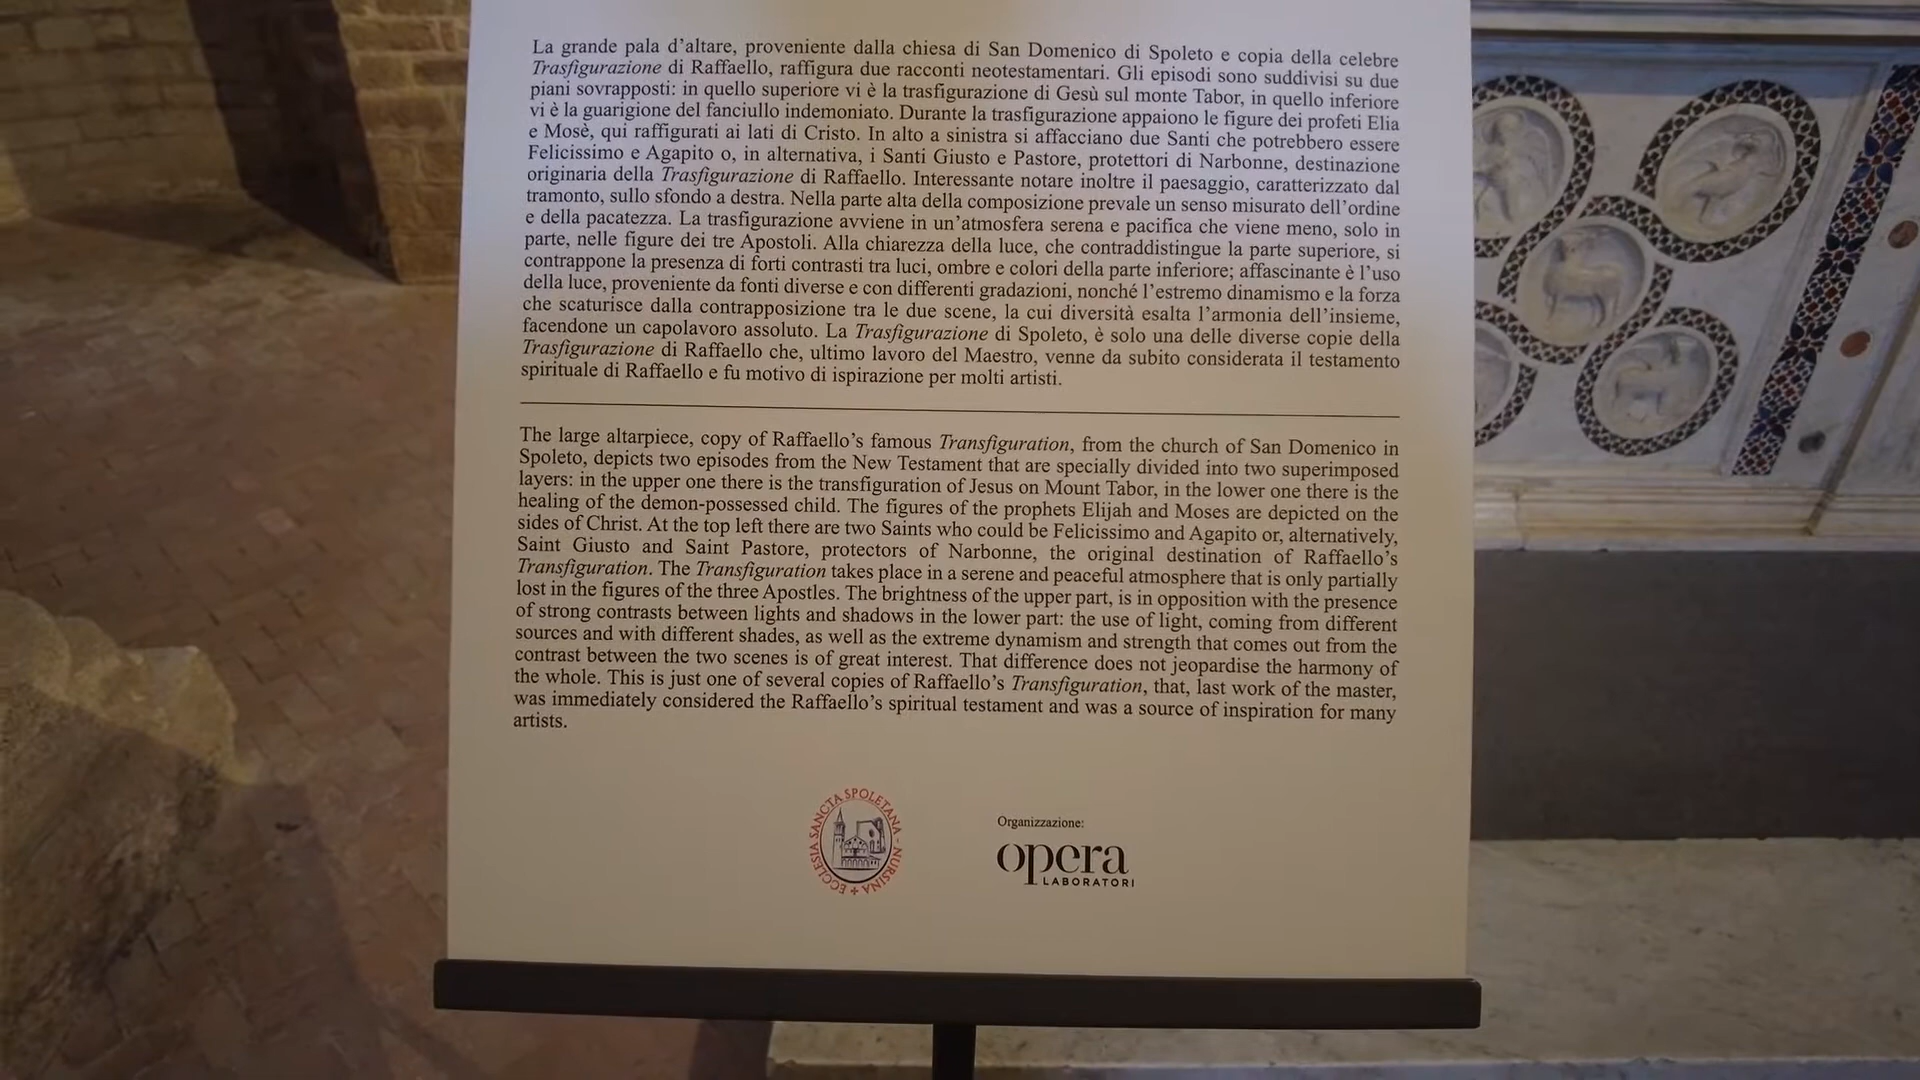 La grande pala d'altare, proveniente dalla chiesa di San Domenico di Spoleto e copia della celebre
Trasfigurazione di Raffaello, raffigura due racconti neotestamentari. Gli episodi sono suddivisi su due
piani sovrapposti: in quello superiore vi è la trasfigurazione di Gesù sul monte Tabor, in quello inferiore
vi è la guarigione del fanciullo indemoniato. Durante la trasfigurazione appaiono le figure dei profeti Elia
e Mosè, qui raffigurati ai lati di Cristo. In alto a sinistra si affacciano due Santi che potrebbero essere
Felicissimo e Agapito o, in alternativa, i Santi Giusto e Pastore, protettori di Narbonne, destinazione
originaria della Trasfigurazione di Raffaello. Interessante notare inoltre il paesaggio, caratterizzato dal
tramonto, sullo sfondo a destra. Nella parte alta della composizione prevale un senso misurato dell'ordine
e della pacatezza. La trasfigurazione avviene in un'atmosfera serena e pacifica che viene meno, solo in
parte, nelle figure dei tre Apostoli. Alla chiarezza della luce, che contraddistingue la parte superiore, si
contrappone la presenza di forti contrasti tra luci, ombre e colori della parte inferiore; affascinante è l'uso
della luce, proveniente da fonti diverse e con differenti gradazioni, nonché l'estremo dinamismo e la forza
che scaturisce dalla contrapposizione tra le due scene, la cui diversità esalta l'armonia dell'insieme,
facendone un capolavoro assoluto. La Trasfigurazione di Spoleto, è solo una delle diverse copie della
Trasfigurazione di Raffaello che, ultimo lavoro del Maestro, venne da subito considerata il testamento
spirituale di Raffaello e fu motivo di ispirazione per molti artisti.
The large altarpiece, copy of Raffaello's famous Transfiguration, from the church of San Domenico in
Spoleto, depicts two episodes from the New Testament that are specially divided into two superimposed
layers: in the upper one there is the transfiguration of Jesus on Mount Tabor, in the lower one there is the
healing of the demon-possessed child. The figures of the prophets Elijah and Moses are depicted on the
sides of Christ. At the top left there are two Saints who could be Felicissimo and Agapito or, alternatively,
Saint Giusto and Saint Pastore, protectors of Narbonne, the original destination of Raffaello's
Transfiguration. The Transfiguration takes place in a serene and peaceful atmosphere that is only partially
lost in the figures of the three Apostles. The brightness of the upper part, is in opposition with the presence
of strong contrasts between lights and shadows in the lower part: the use of light, coming from different
sources and with different shades, as well as the extreme dynamism and strength that comes out from the
contrast between the two scenes is of great interest. That difference does not jeopardise the harmony of
the whole. This is just one of several copies of Raffaello's Transfiguration, that, last work of the master,
was immediately considered the Raffaello's spiritual testament and was a source of inspiration for many
artists.
ECCLESIA SANCTA SPOLETANA - NURSINA +
Organizzazione:
opera
LABORATORI